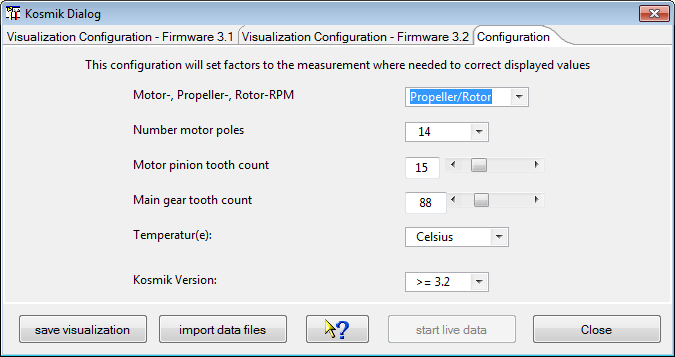 Kosmik Dialog
Visualization Configuration - Firmware 3.1 Visualization Configuration - Firmware 3.2 Configuration
This configuration will set factors to the measurement where needed to correct displayed values
Motor-, Propeller-, Rotor-RPM Propeller/Rotor
Number motor poles 14
Motor pinion tooth count 15
Main gear tooth count 88
Temperatur(e): Celsius
Kosmik Version: >= 3.2
save visualization import data files ? start live data Close